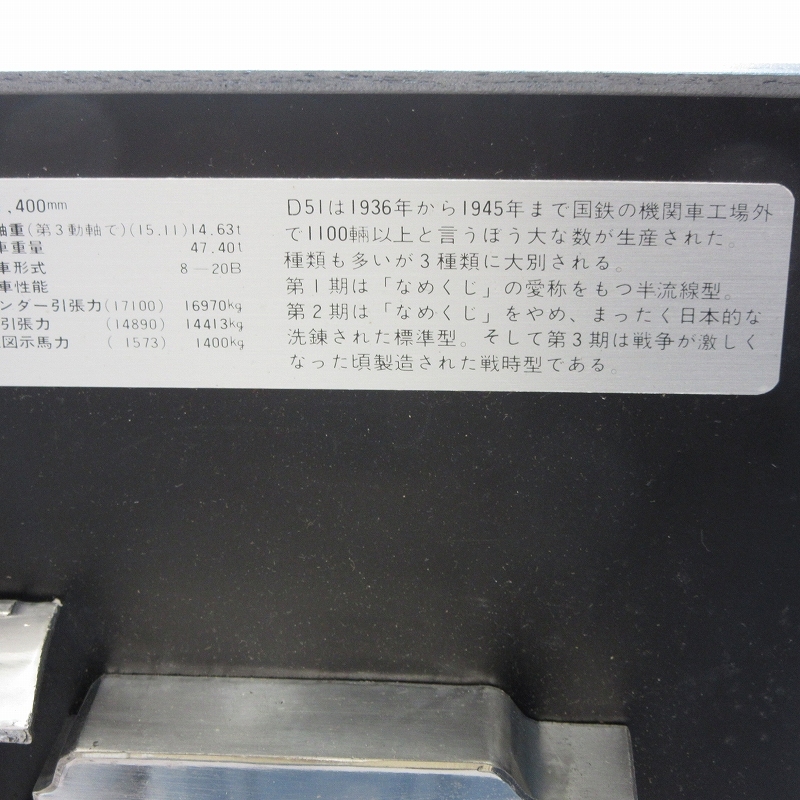 ,400mm
軸重(第3動軸て)(15.11)14.63t
車重量 47.40t
車形式 8-20B
車性能
ンダー引張力(17100) 16970kg
引張力 (14890) 14413kg
図示馬力 (1573) 1400kg
D51は1936年から1945年まで国鉄の機関車工場外
で1100輛以上と言うぼう大な数が生産された。
種類も多いが3種類に大別される。
第1期は「なめくじ」の愛称をもつ半流線型。
第2期は「なめくじ」をやめ、まったく日本的な
洗錬された標準型。そして第3期は戦争が激しく
なった頃製造された戦時型である。